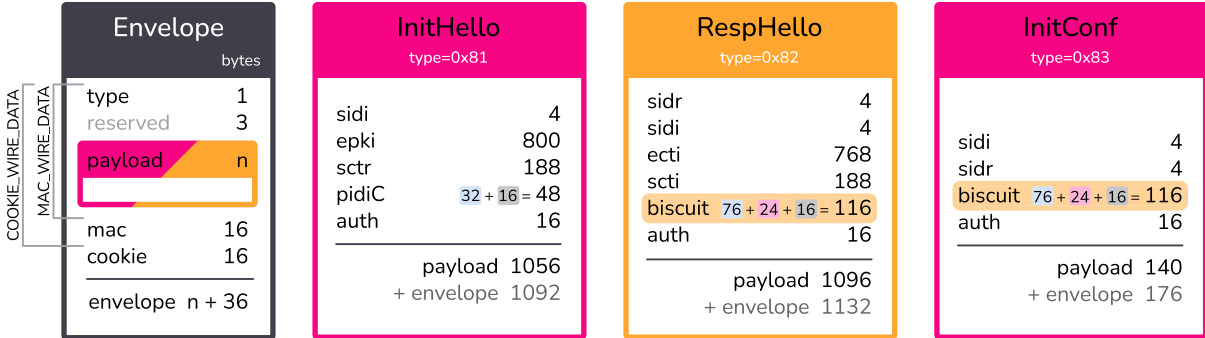 COOKIE_WIRE_DATA
MAC_WIRE_DATA
Envelope
bytes
type 1
reserved 3
payload n
mac 16
cookie 16
envelope n + 36
InitHello
type=0x81
sidi 4
epki 800
sctr 188
pidiC 32 + 16 = 48
auth 16
payload 1056
+ envelope 1092
RespHello
type=0x82
sidr 4
sidi 4
ecti 768
scti 188
biscuit 76 + 24 + 16 = 116
auth 16
payload 1096
+ envelope 1132
InitConf
type=0x83
sidi 4
sidr 4
biscuit 76 + 24 + 16 = 116
auth 16
payload 140
+ envelope 176